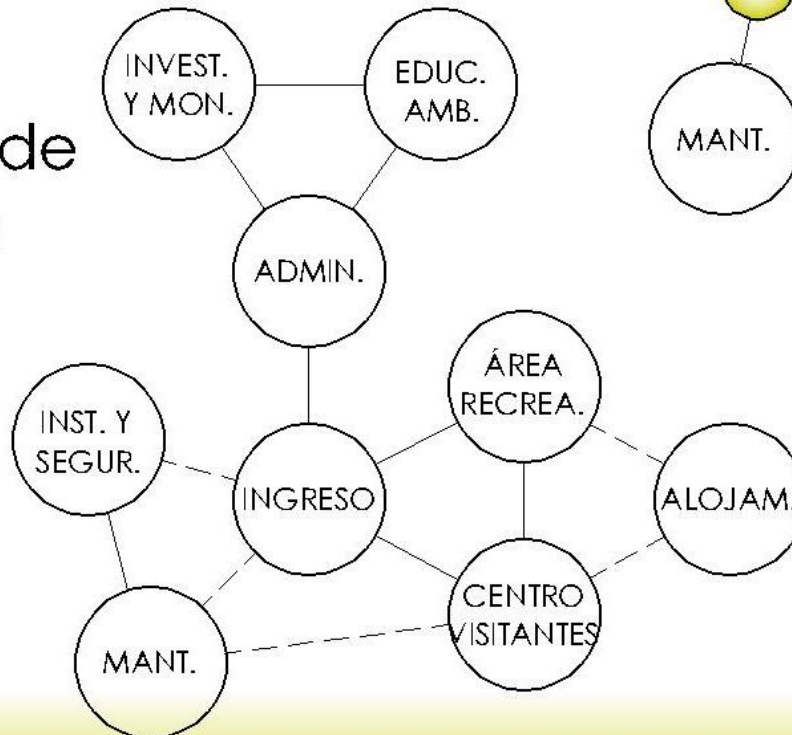 de
INVEST.
Y MON.
EDUC.
AMB.
MANT.
ADMIN.
ÁREA
RECREA.
INST. Y
SEGUR.
INGRESO
ALOJAM.
CENTRO
VISITANTES
MANT.